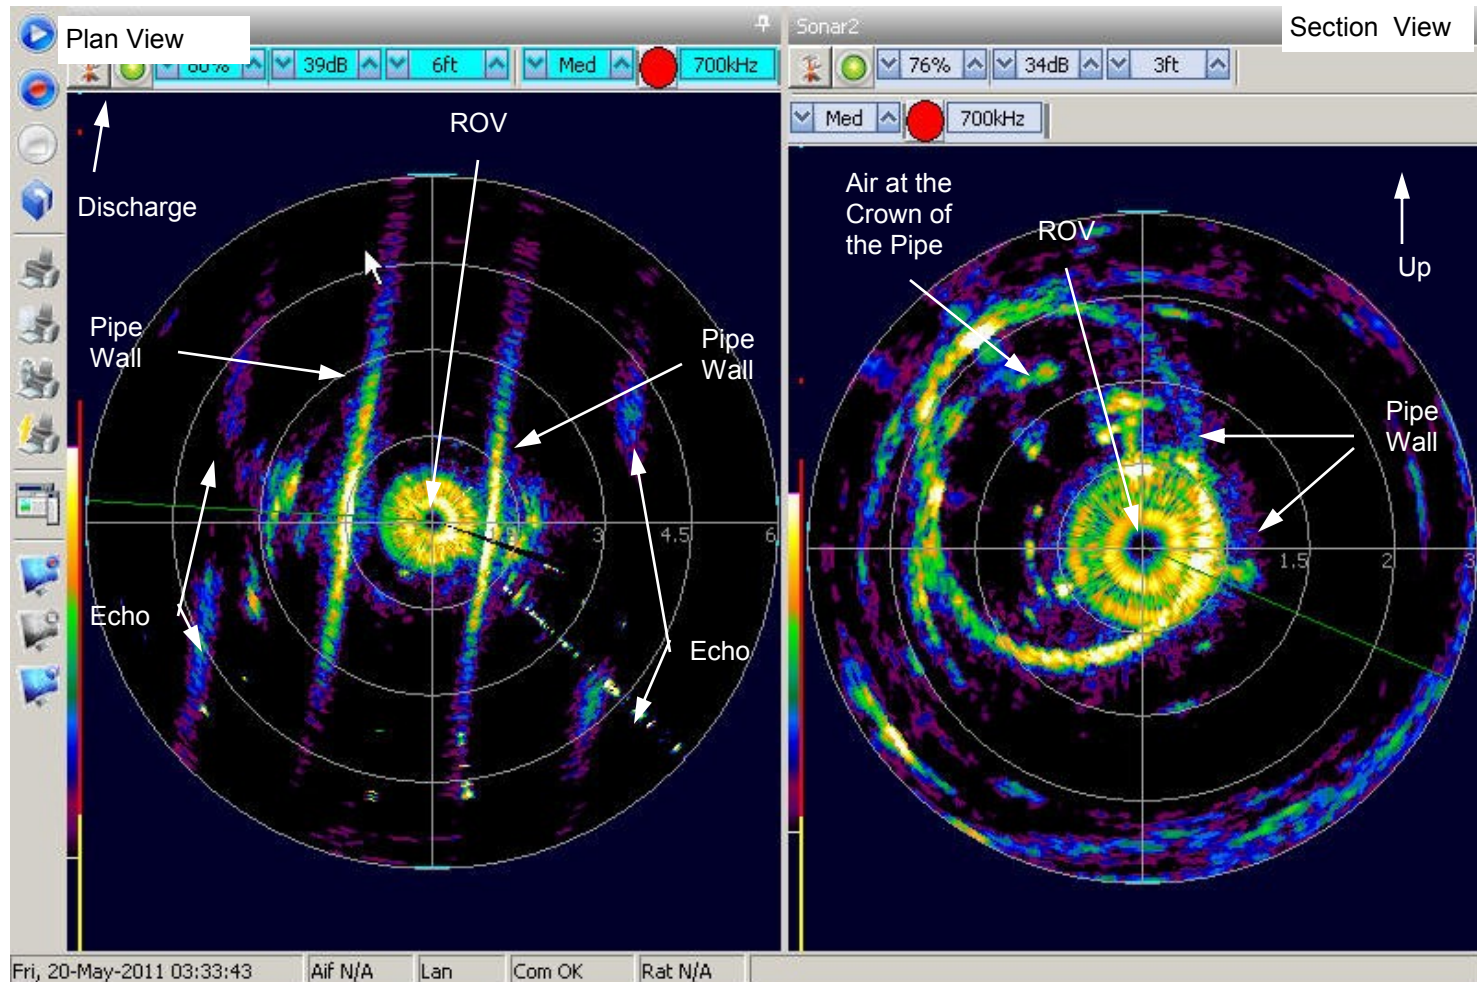 Plan View
60% 39dB 6ft Med 700kHz
Discharge
ROV
Pipe
Wall
Pipe
Wall
Echo
Echo
3 4.5 6
Sonar2
Section View
76% 34dB 3ft
Med 700kHz
Air at the
Crown of
the Pipe
ROV
Up
Pipe
Wall
1.5 2 3
Fri, 20-May-2011 03:33:43 Aif N/A Lan Com OK Rat N/A